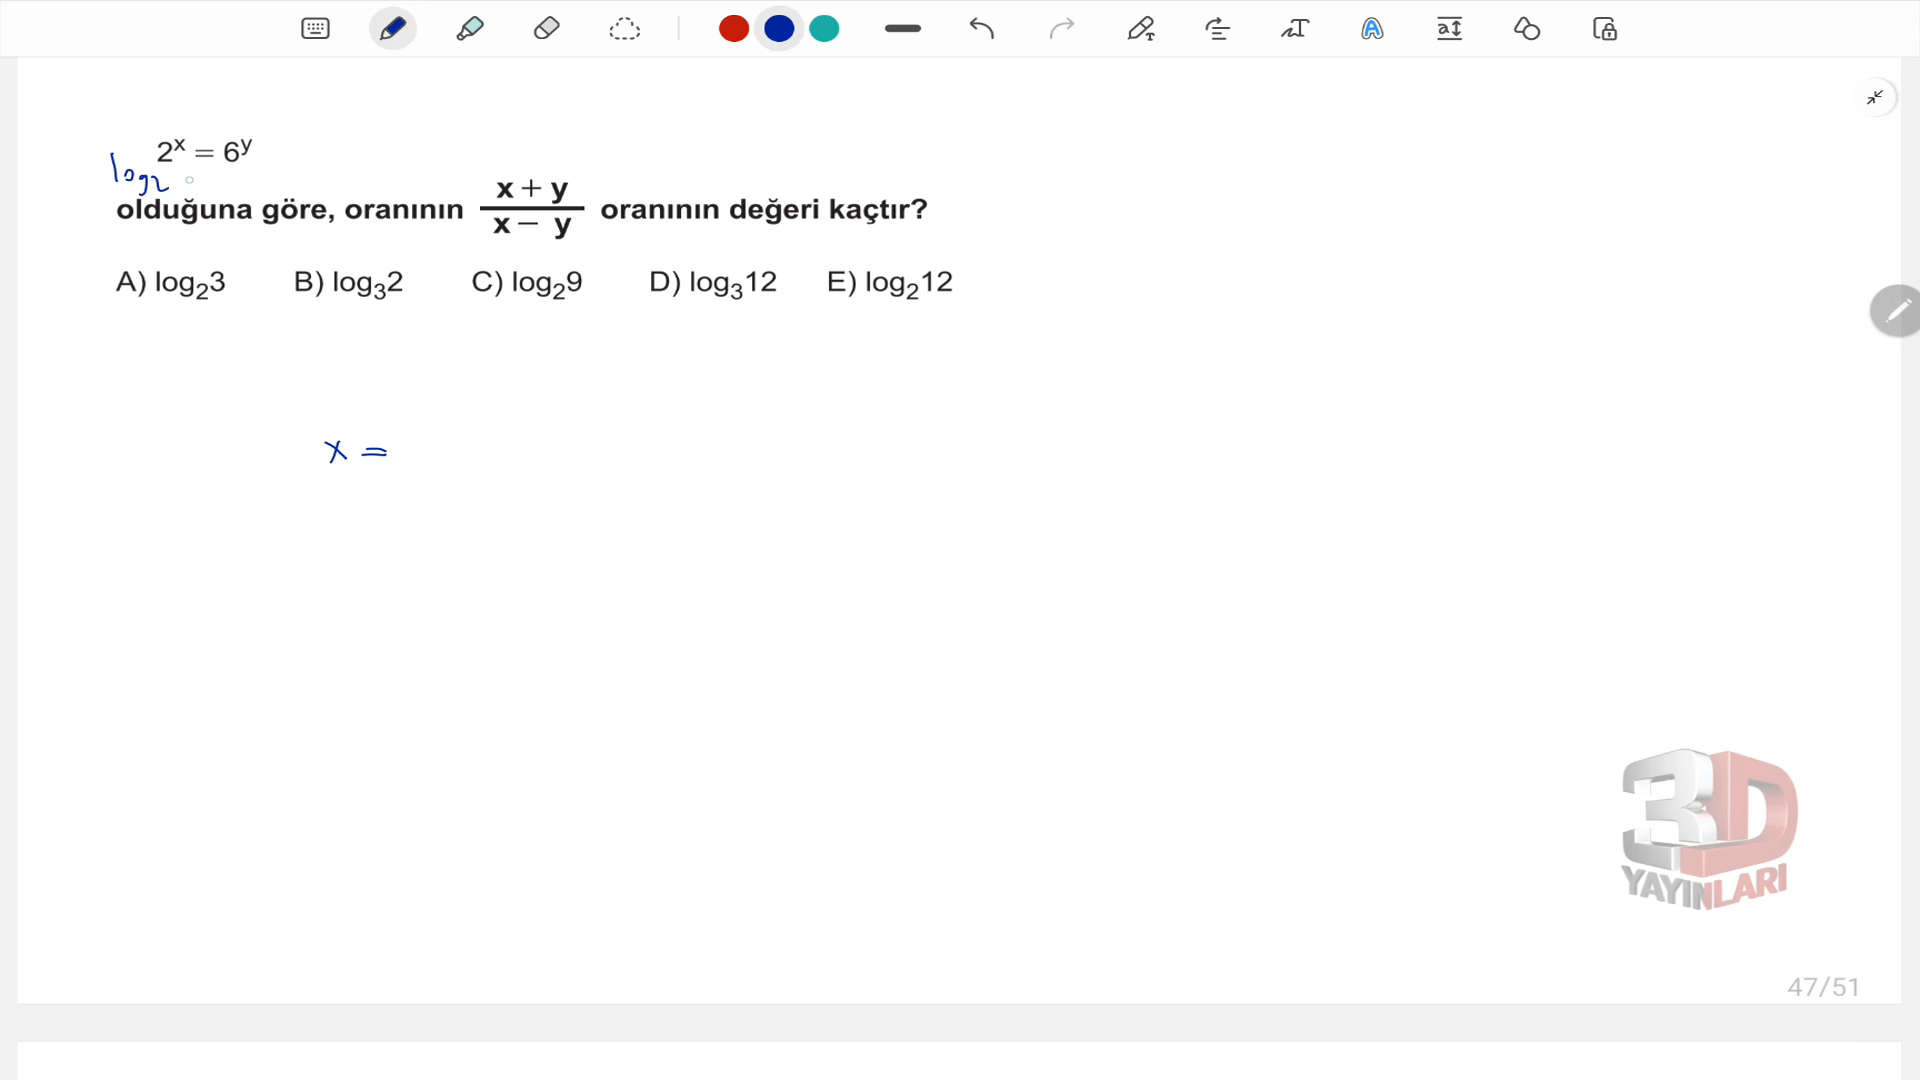 2ˣ = 6ʸ
log₂
olduğuna göre, oranının (x + y)/(x − y) oranının değeri kaçtır?
A) log₂3 B) log₃2 C) log₂9 D) log₃12 E) log₂12
x =
3D
YAYINLARI
47/51